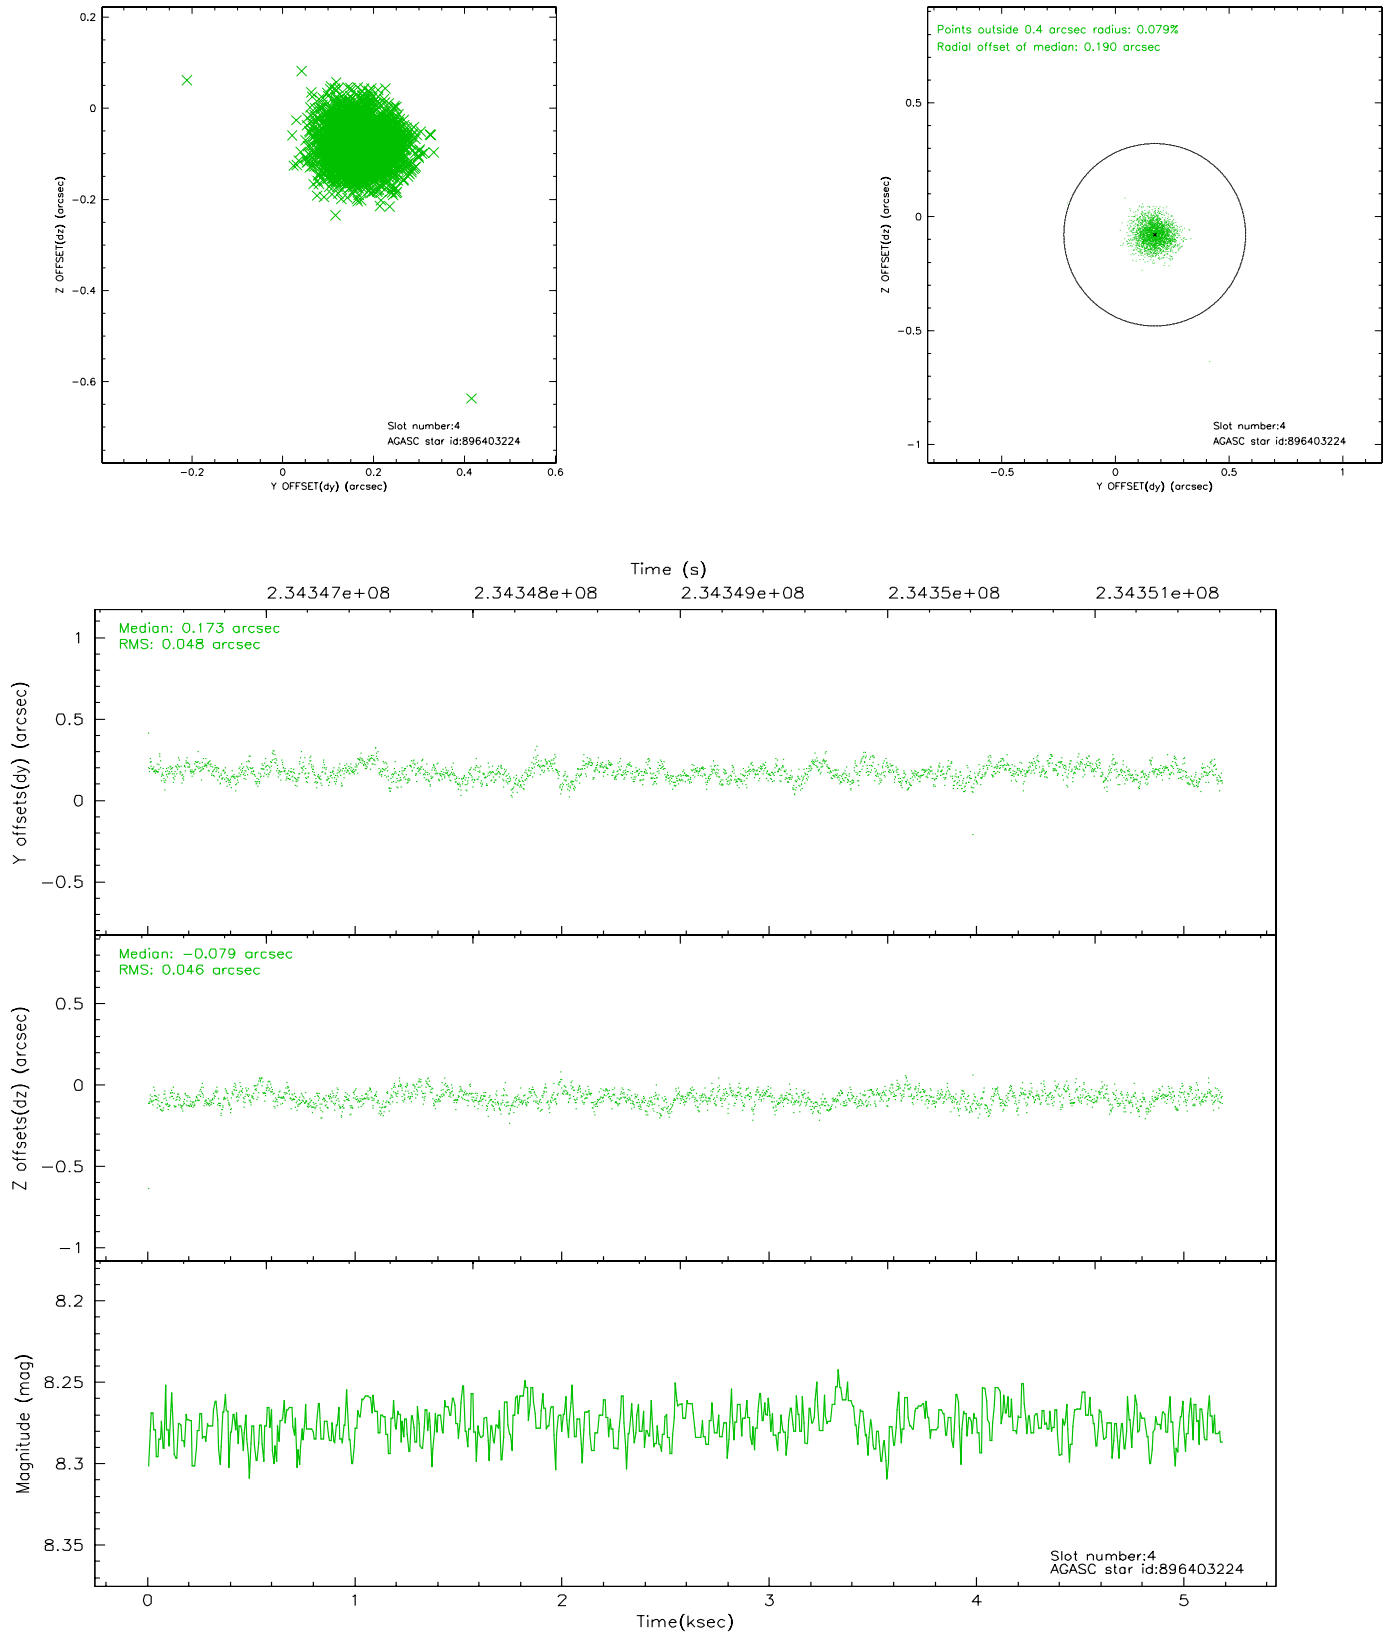 0.2
0
−0.2
−0.4
−0.6
Z OFFSET(dz) (arcsec)
Slot number:4
AGASC star id:896403224
−0.2 0 0.2 0.4 0.6
Y OFFSET(dy) (arcsec)
Points outside 0.4 arcsec radius: 0.079%
Radial offset of median: 0.190 arcsec
0.5
0
−0.5
−1
Z OFFSET(dz) (arcsec)
Slot number:4
AGASC star id:896403224
−0.5 0 0.5 1
Y OFFSET(dy) (arcsec)
Time (s)
2.34347e+08 2.34348e+08 2.34349e+08 2.3435e+08 2.34351e+08
Median: 0.173 arcsec
RMS: 0.048 arcsec
1
0.5
0
−0.5
Y offsets(dy) (arcsec)
Median: −0.079 arcsec
RMS: 0.046 arcsec
0.5
0
−0.5
−1
Z offsets(dz) (arcsec)
8.2
8.25
8.3
8.35
Magnitude (mag)
Slot number:4
AGASC star id:896403224
0 1 2 3 4 5
Time(ksec)